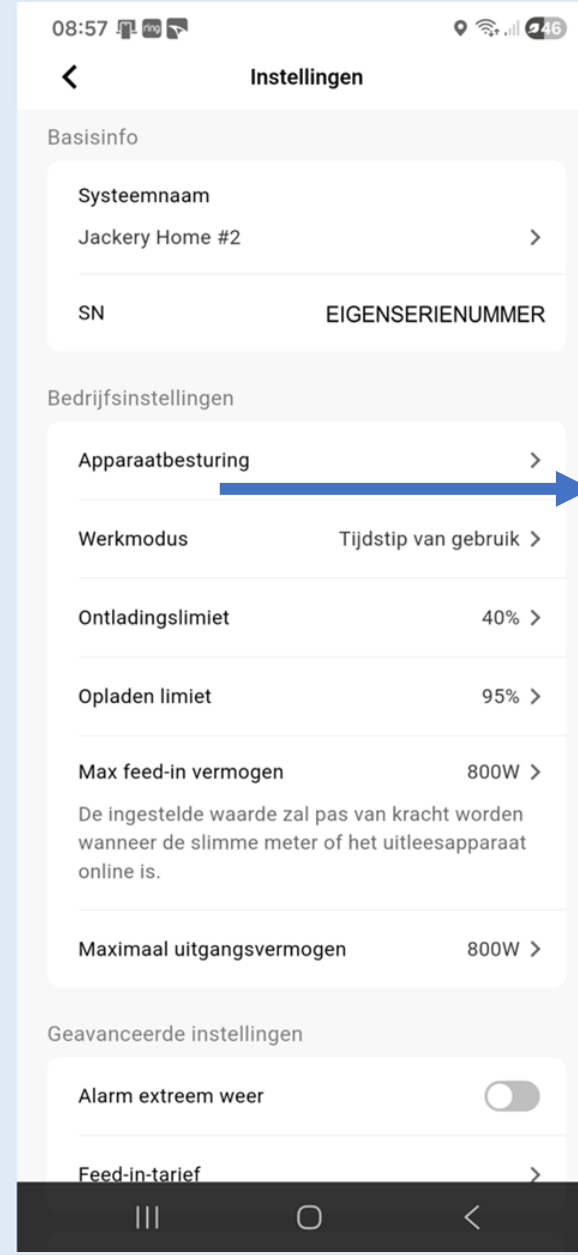 08:57 ring 46
Instellingen
Basisinfo
Systeemnaam
Jackery Home #2
SN EIGENSERIENUMMER
Bedrijfsinstellingen
Apparaatbesturing
Werkmodus Tijdstip van gebruik
Ontladingslimiet 40%
Opladen limiet 95%
Max feed-in vermogen 800W
De ingestelde waarde zal pas van kracht worden
wanneer de slimme meter of het uitleesapparaat
online is.
Maximaal uitgangsvermogen 800W
Geavanceerde instellingen
Alarm extreem weer
Feed-in-tarief